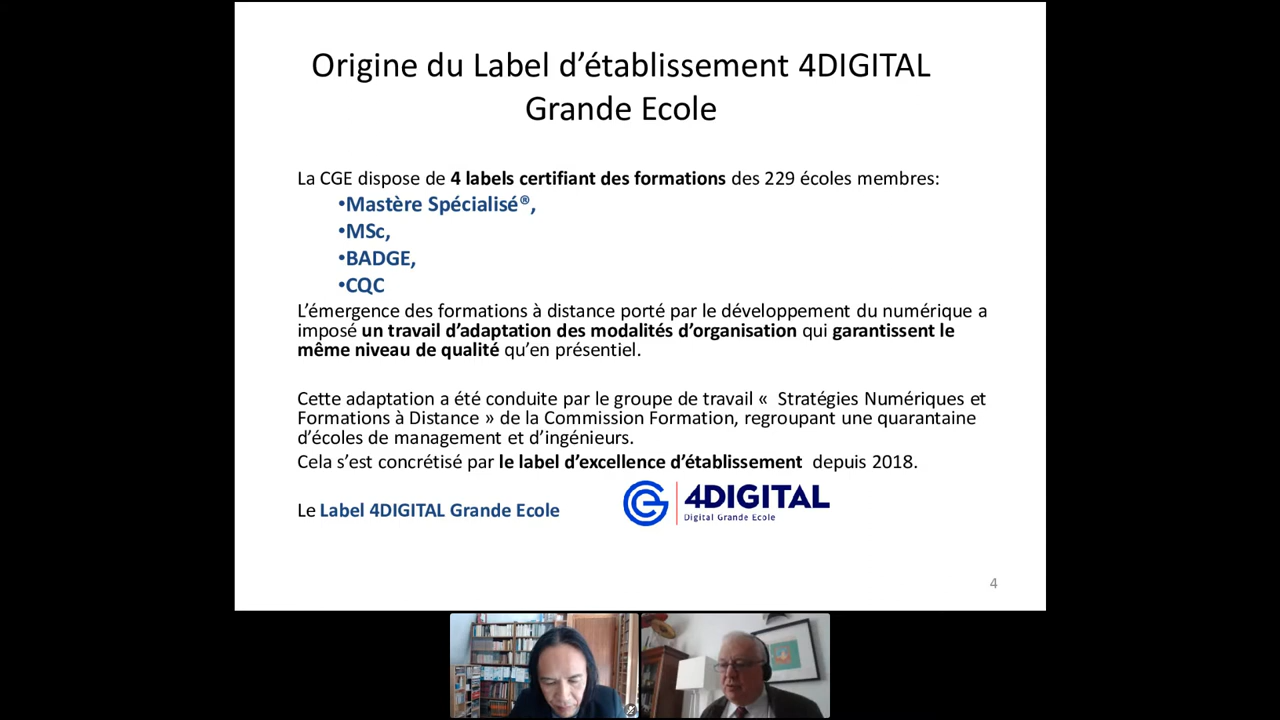 Origine du Label d’établissement 4DIGITAL
Grande Ecole
La CGE dispose de 4 labels certifiant des formations des 229 écoles membres:
•Mastère Spécialisé®,
•MSc,
•BADGE,
•CQC
L’émergence des formations à distance porté par le développement du numérique a
imposé un travail d’adaptation des modalités d’organisation qui garantissent le
même niveau de qualité qu’en présentiel.
Cette adaptation a été conduite par le groupe de travail «  Stratégies Numériques et
Formations à Distance » de la Commission Formation, regroupant une quarantaine
d’écoles de management et d’ingénieurs.
Cela s’est concrétisé par le label d’excellence d’établissement  depuis 2018.
Le Label 4DIGITAL Grande Ecole
4DIGITAL
Digital Grande Ecole
4